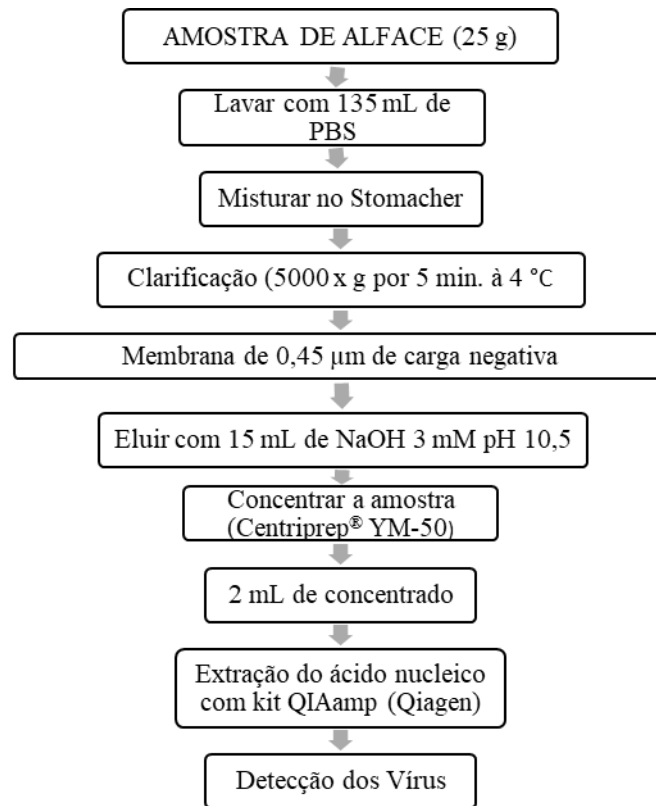 AMOSTRA DE ALFACE (25 g)
Lavar com 135 mL de
PBS
Misturar no Stomacher
Clarificação (5000 x g por 5 min. à 4 °C
Membrana de 0,45 µm de carga negativa
Eluir com 15 mL de NaOH 3 mM pH 10,5
Concentrar a amostra
(Centriprep® YM-50)
2 mL de concentrado
Extração do ácido nucleico
com kit QIAamp (Qiagen)
Detecção dos Vírus